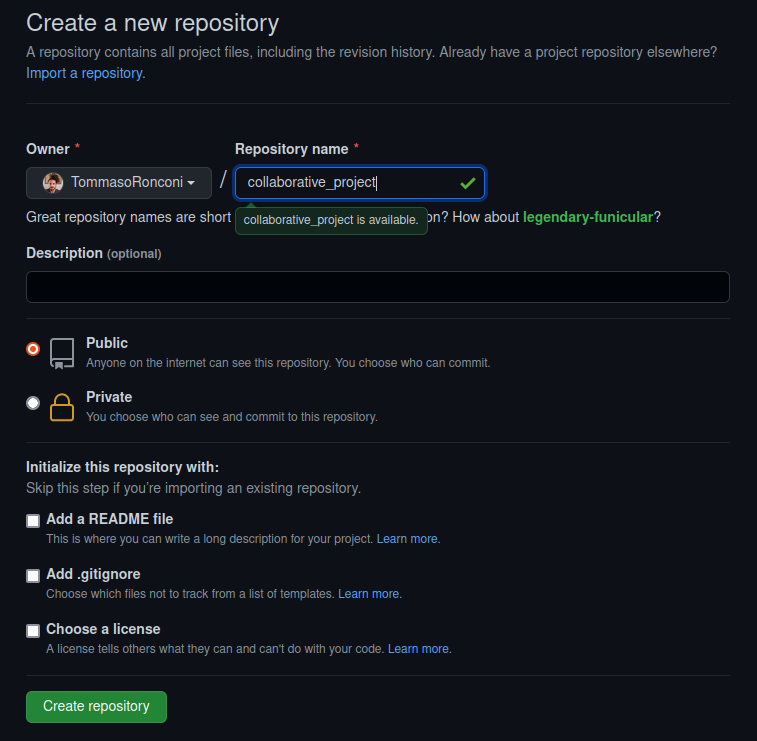 Create a new repository
A repository contains all project files, including the revision history. Already have a project repository elsewhere?
Import a repository.
Owner *
Repository name *
TommasoRonconi / collaborative_project
Great repository names are short on? How about legendary-funicular?
collaborative_project is available.
Description (optional)
Public
Anyone on the internet can see this repository. You choose who can commit.
Private
You choose who can see and commit to this repository.
Initialize this repository with:
Skip this step if you’re importing an existing repository.
Add a README file
This is where you can write a long description for your project. Learn more.
Add .gitignore
Choose which files not to track from a list of templates. Learn more.
Choose a license
A license tells others what they can and can't do with your code. Learn more.
Create repository